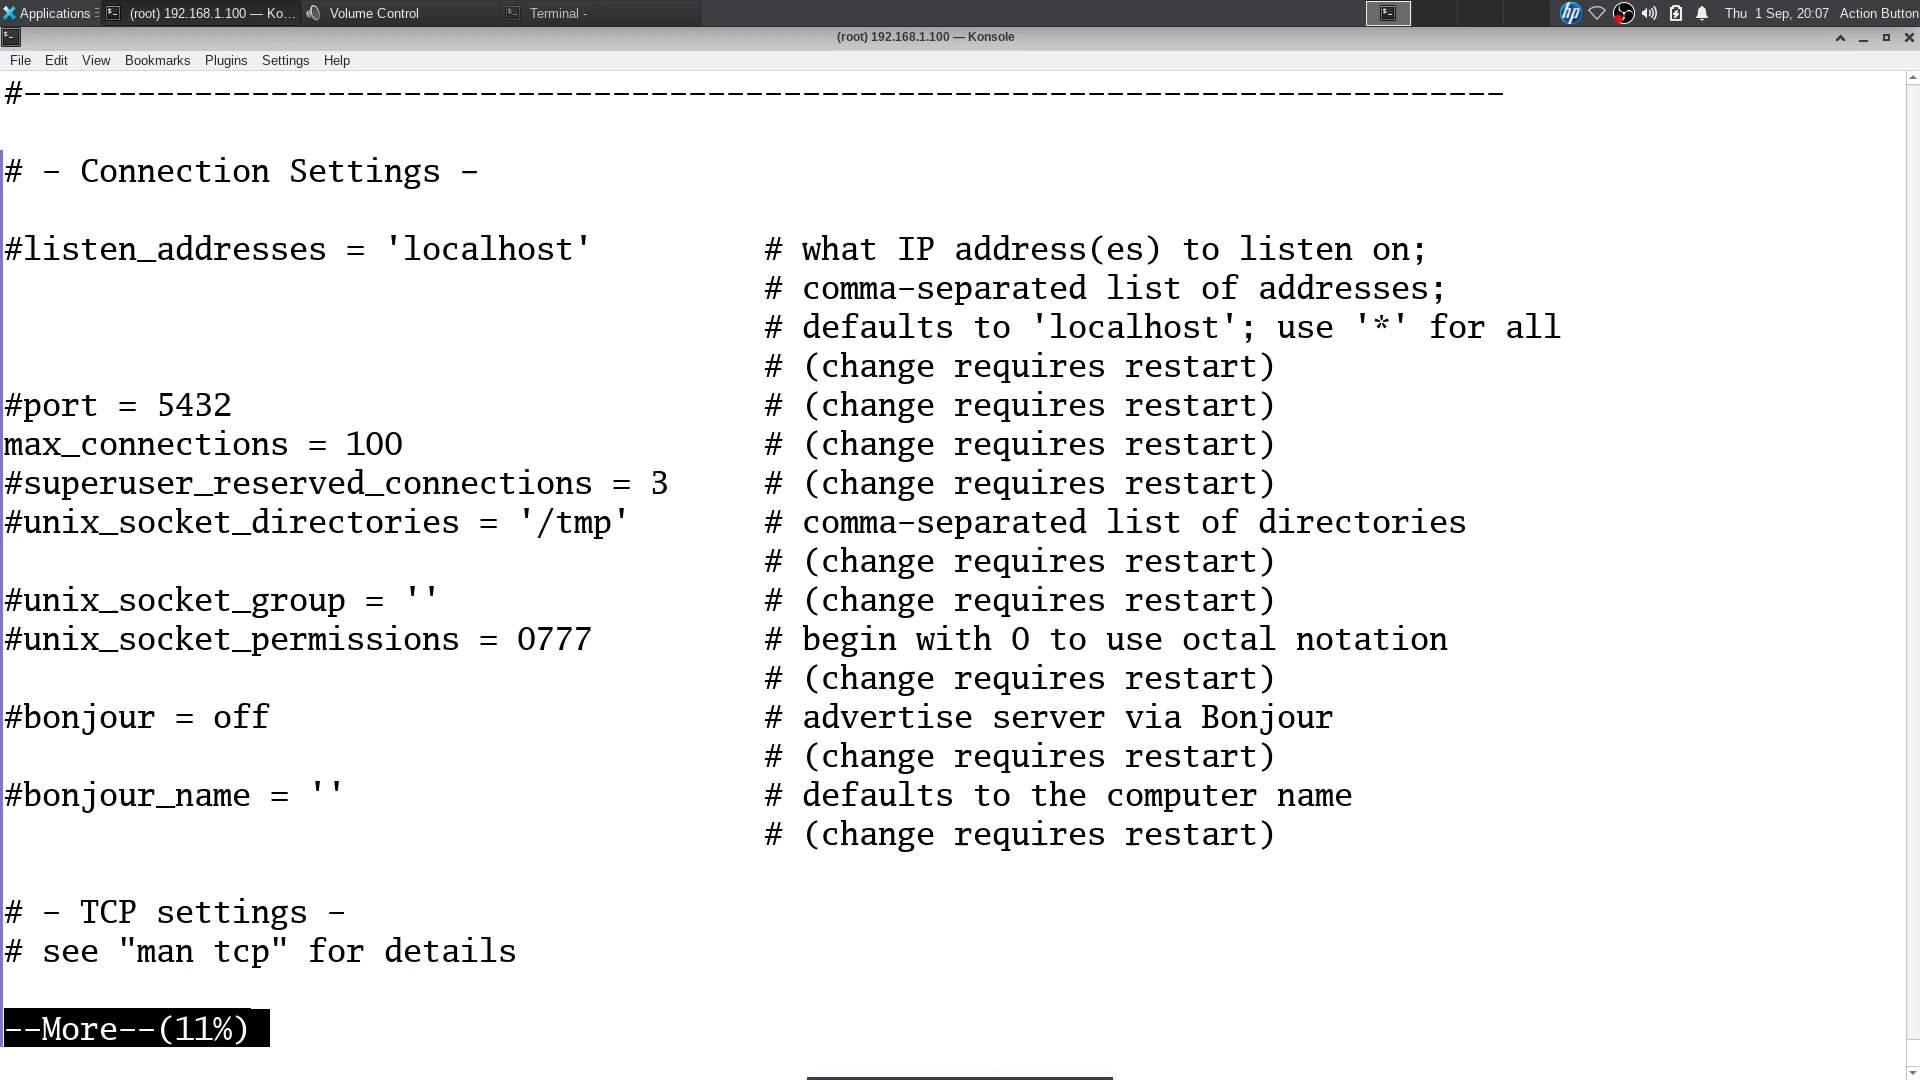 Applications (root) 192.168.1.100 — Ko... Volume Control Terminal - hp Thu 1 Sep, 20:07 Action Button
(root) 192.168.1.100 — Konsole
File Edit View Bookmarks Plugins Settings Help
#------------------------------------------------------------------------------

# - Connection Settings -

#listen_addresses = 'localhost' # what IP address(es) to listen on;
# comma-separated list of addresses;
# defaults to 'localhost'; use '*' for all
# (change requires restart)
#port = 5432 # (change requires restart)
max_connections = 100 # (change requires restart)
#superuser_reserved_connections = 3 # (change requires restart)
#unix_socket_directories = '/tmp' # comma-separated list of directories
# (change requires restart)
#unix_socket_group = '' # (change requires restart)
#unix_socket_permissions = 0777 # begin with 0 to use octal notation
# (change requires restart)
#bonjour = off # advertise server via Bonjour
# (change requires restart)
#bonjour_name = '' # defaults to the computer name
# (change requires restart)

# - TCP settings -
# see "man tcp" for details

--More--(11%)